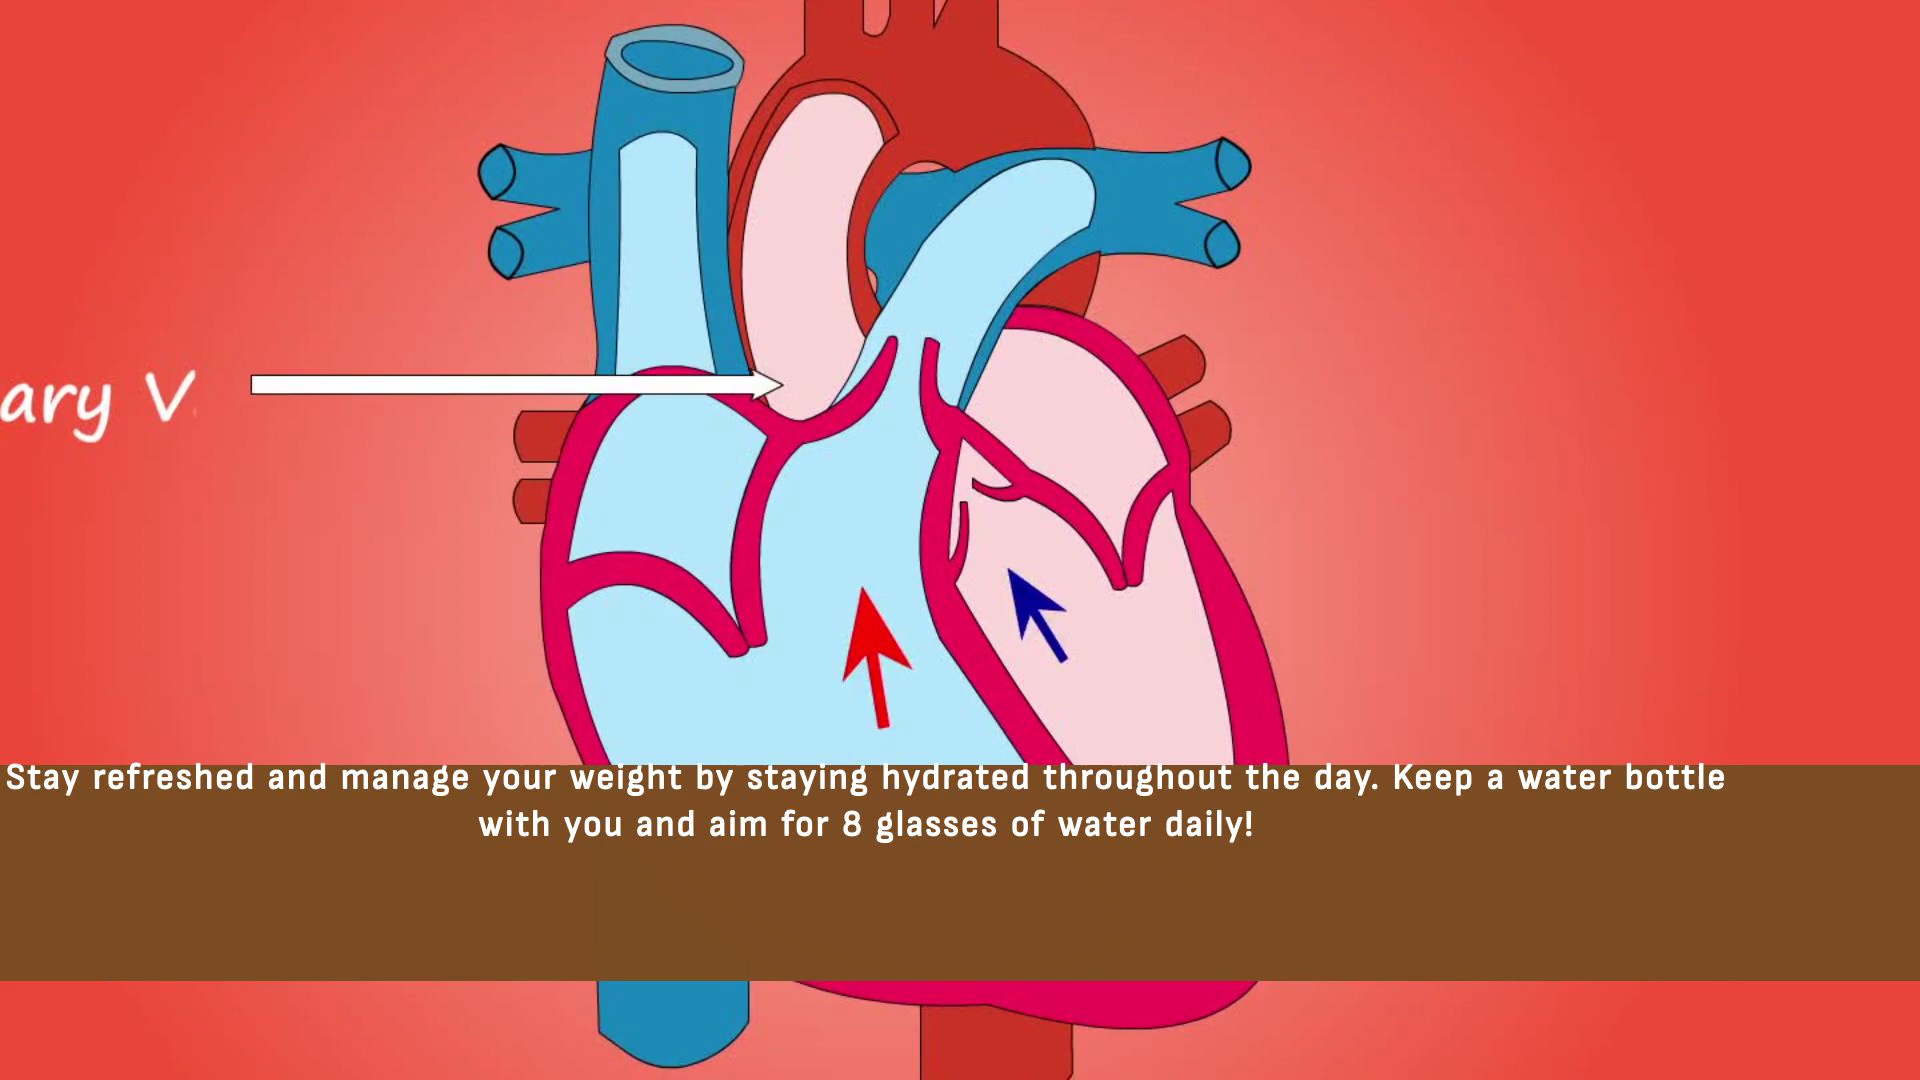 ary V
Stay refreshed and manage your weight by staying hydrated throughout the day. Keep a water bottle
with you and aim for 8 glasses of water daily!